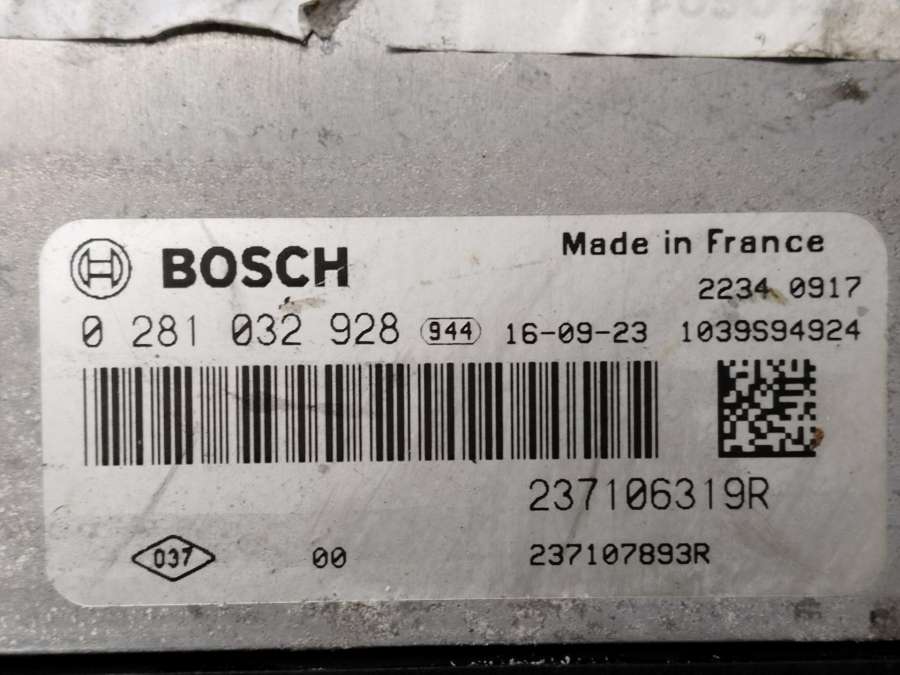 BOSCH
Made in France
2234 0917
0 281 032 928 944 16-09-23 1039S94924
237106319R
037 00 237107893R